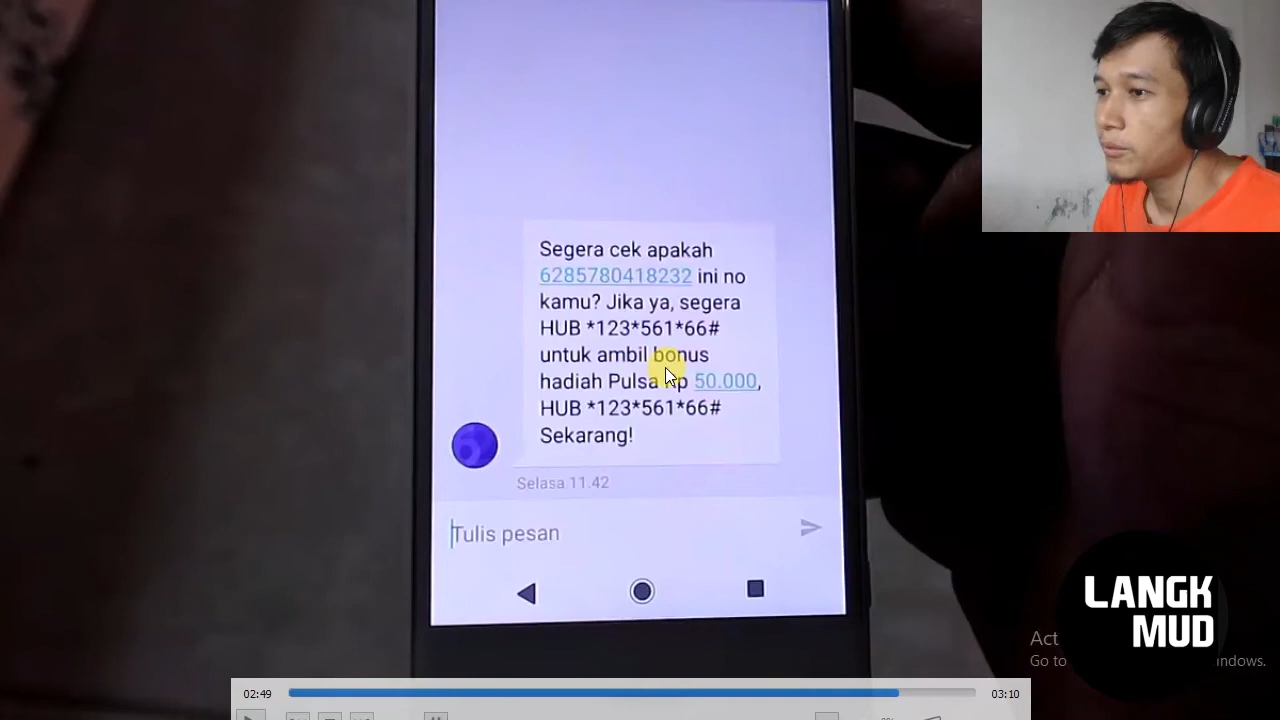 Segera cek apakah
6285780418232 ini no
kamu? Jika ya, segera
HUB *123*561*66#
untuk ambil bonus
hadiah Pulsa Rp 50.000,
HUB *123*561*66#
Sekarang!
Selasa 11.42
Tulis pesan
LANGK
MUD
Act
Go to
indows.
02:49
03:10